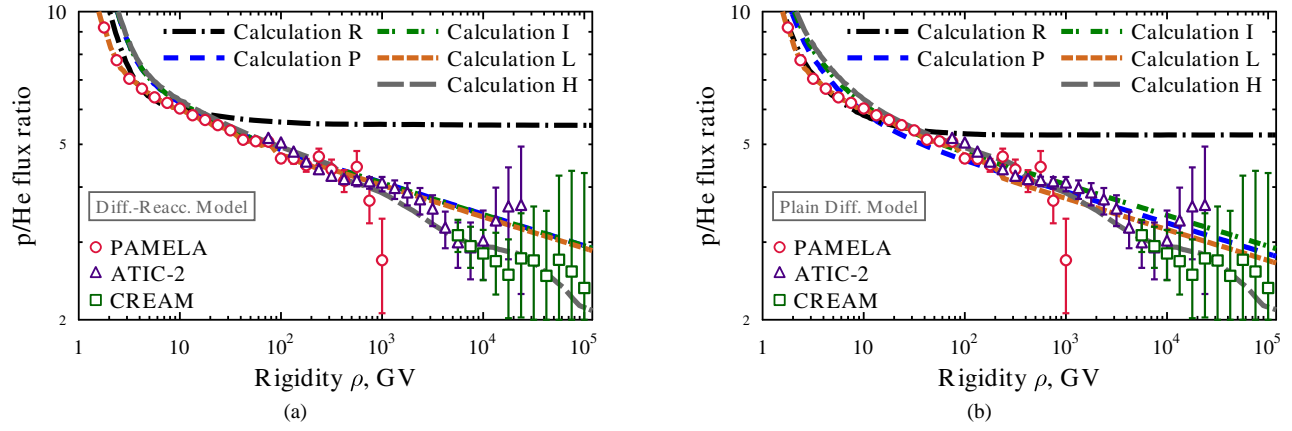 10
5
2
p/He flux ratio
Calculation R
Calculation P
Calculation I
Calculation L
Calculation H
Diff.-Reacc. Model
PAMELA
ATIC-2
CREAM
1
10
10²
10³
10⁴
10⁵
Rigidity ρ, GV
(a)
10
5
2
p/He flux ratio
Calculation R
Calculation P
Calculation I
Calculation L
Calculation H
Plain Diff. Model
PAMELA
ATIC-2
CREAM
1
10
10²
10³
10⁴
10⁵
Rigidity ρ, GV
(b)